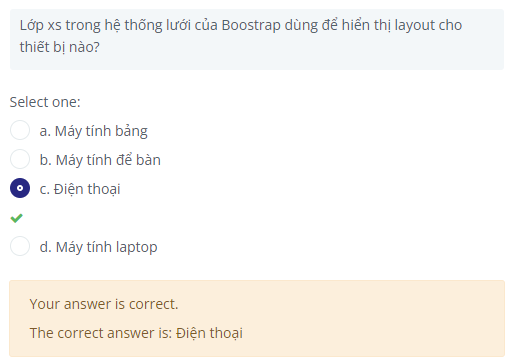 Lớp xs trong hệ thống lưới của Boostrap dùng để hiển thị layout cho
thiết bị nào?
Select one:
a. Máy tính bảng
b. Máy tính để bàn
c. Điện thoại
d. Máy tính laptop
Your answer is correct.
The correct answer is: Điện thoại